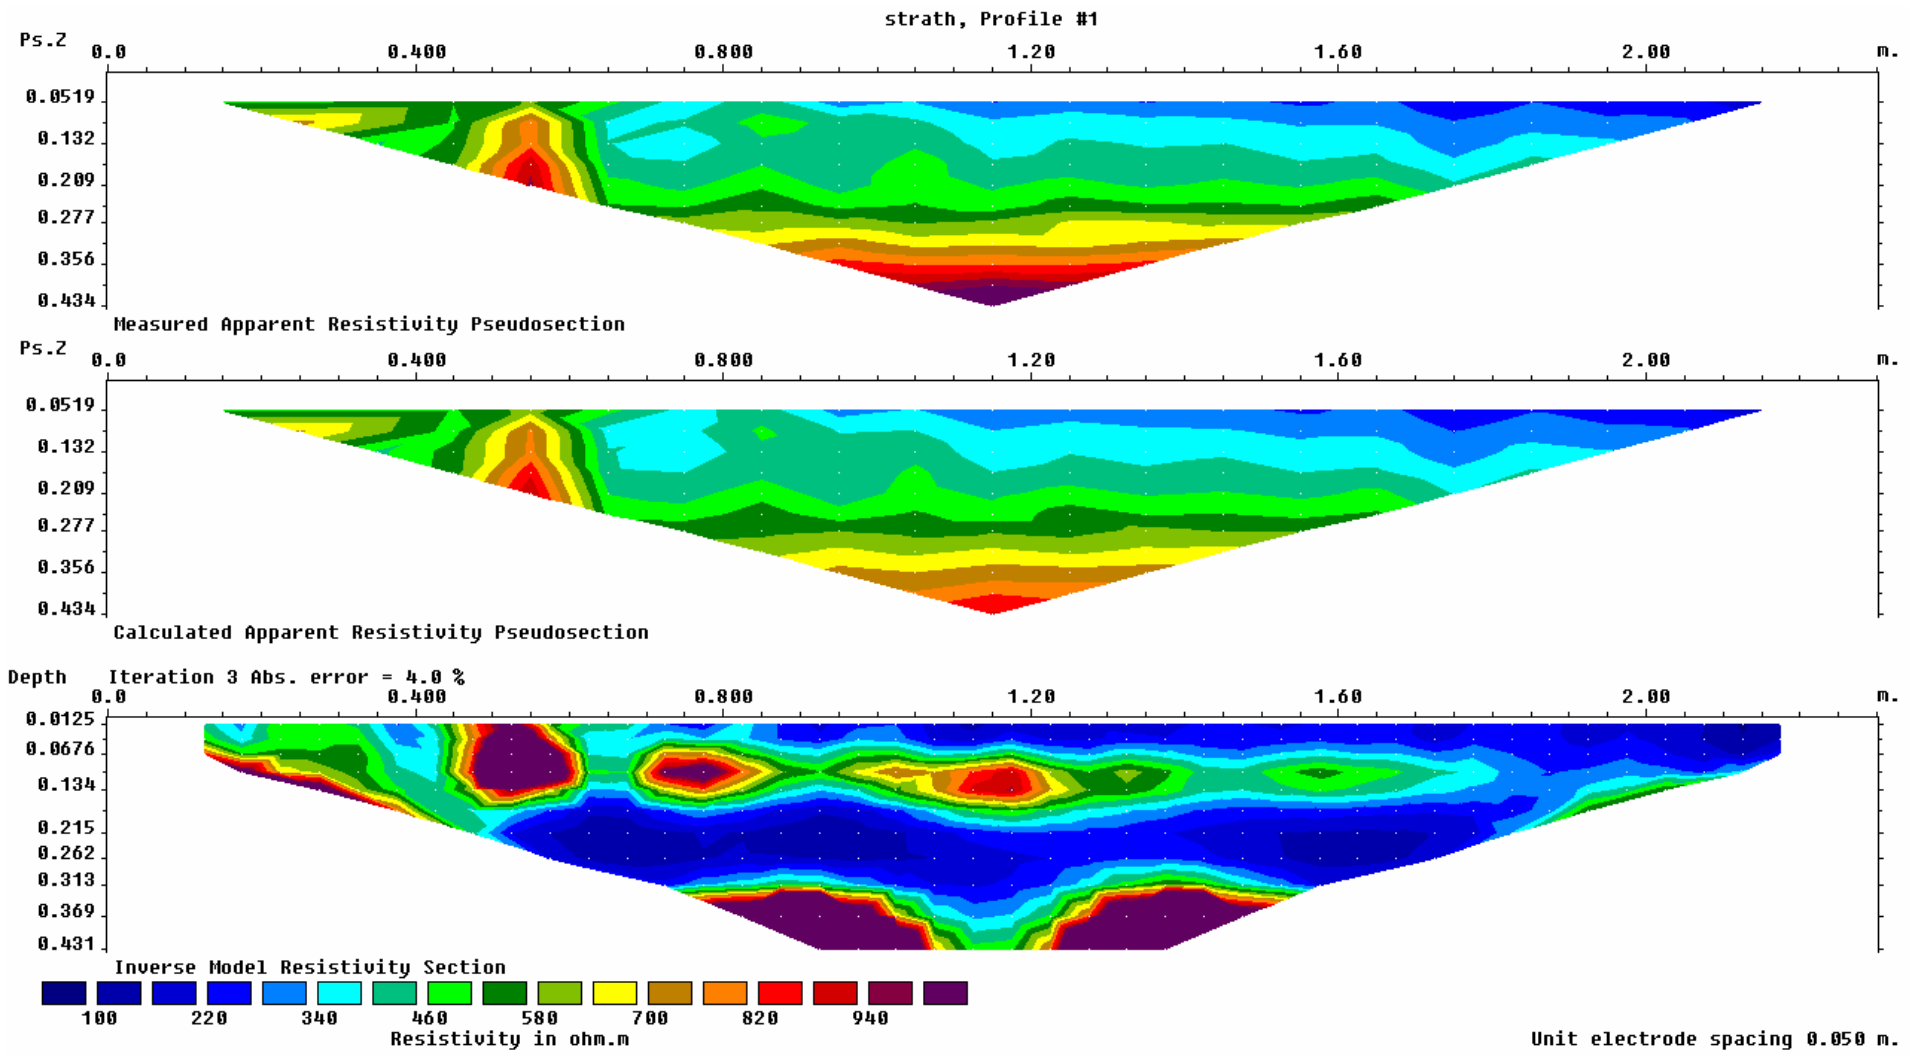 strath, Profile #1
Ps.Z 0.0 0.400 0.800 1.20 1.60 2.00 m.
0.0519
0.132
0.209
0.277
0.356
0.434
Measured Apparent Resistivity Pseudosection
Ps.Z 0.0 0.400 0.800 1.20 1.60 2.00 m.
0.0519
0.132
0.209
0.277
0.356
0.434
Calculated Apparent Resistivity Pseudosection
Depth Iteration 3 Abs. error = 4.0 %
0.0 0.400 0.800 1.20 1.60 2.00 m.
0.0125
0.0676
0.134
0.215
0.262
0.313
0.369
0.431
Inverse Model Resistivity Section
100 220 340 460 580 700 820 940
Resistivity in ohm.m
Unit electrode spacing 0.050 m.